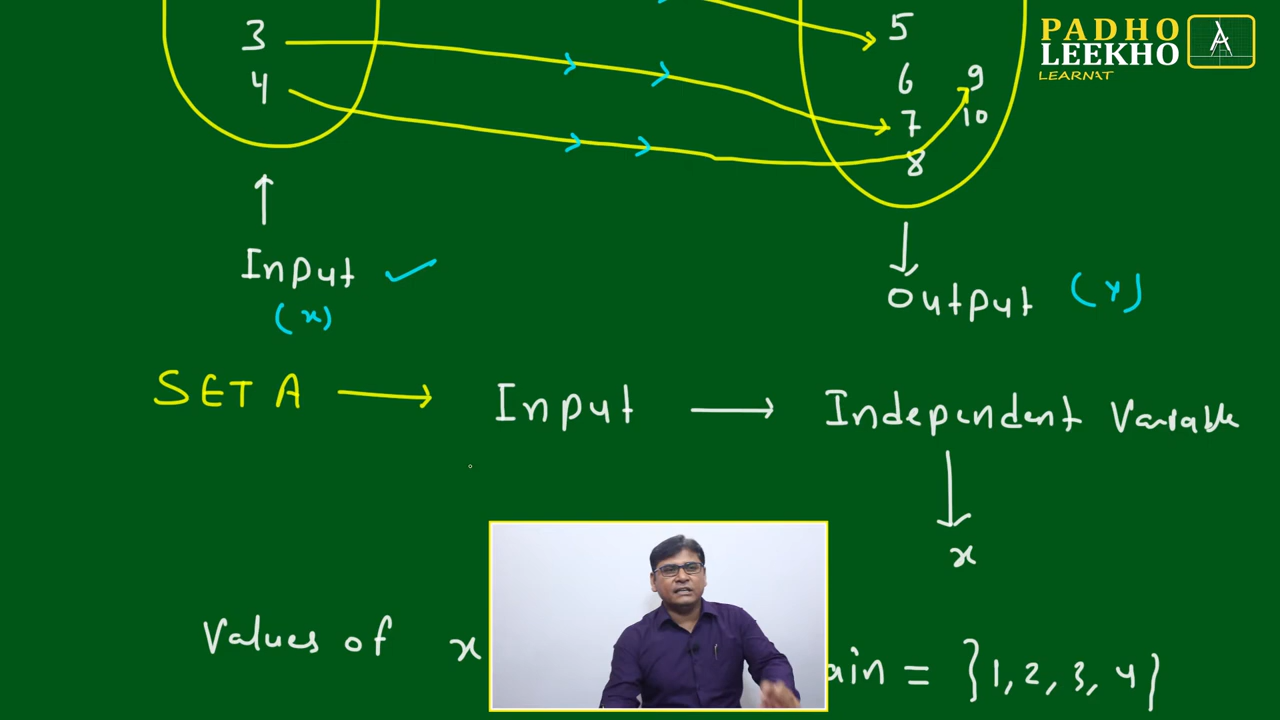 PADHO
LEEKHO
LEARN
3
4
5
6 9
7 10
8
Input
(x)
Output (y)
SET A → Input → Independent Variable
x
Values of x
ain = {1, 2, 3, 4}